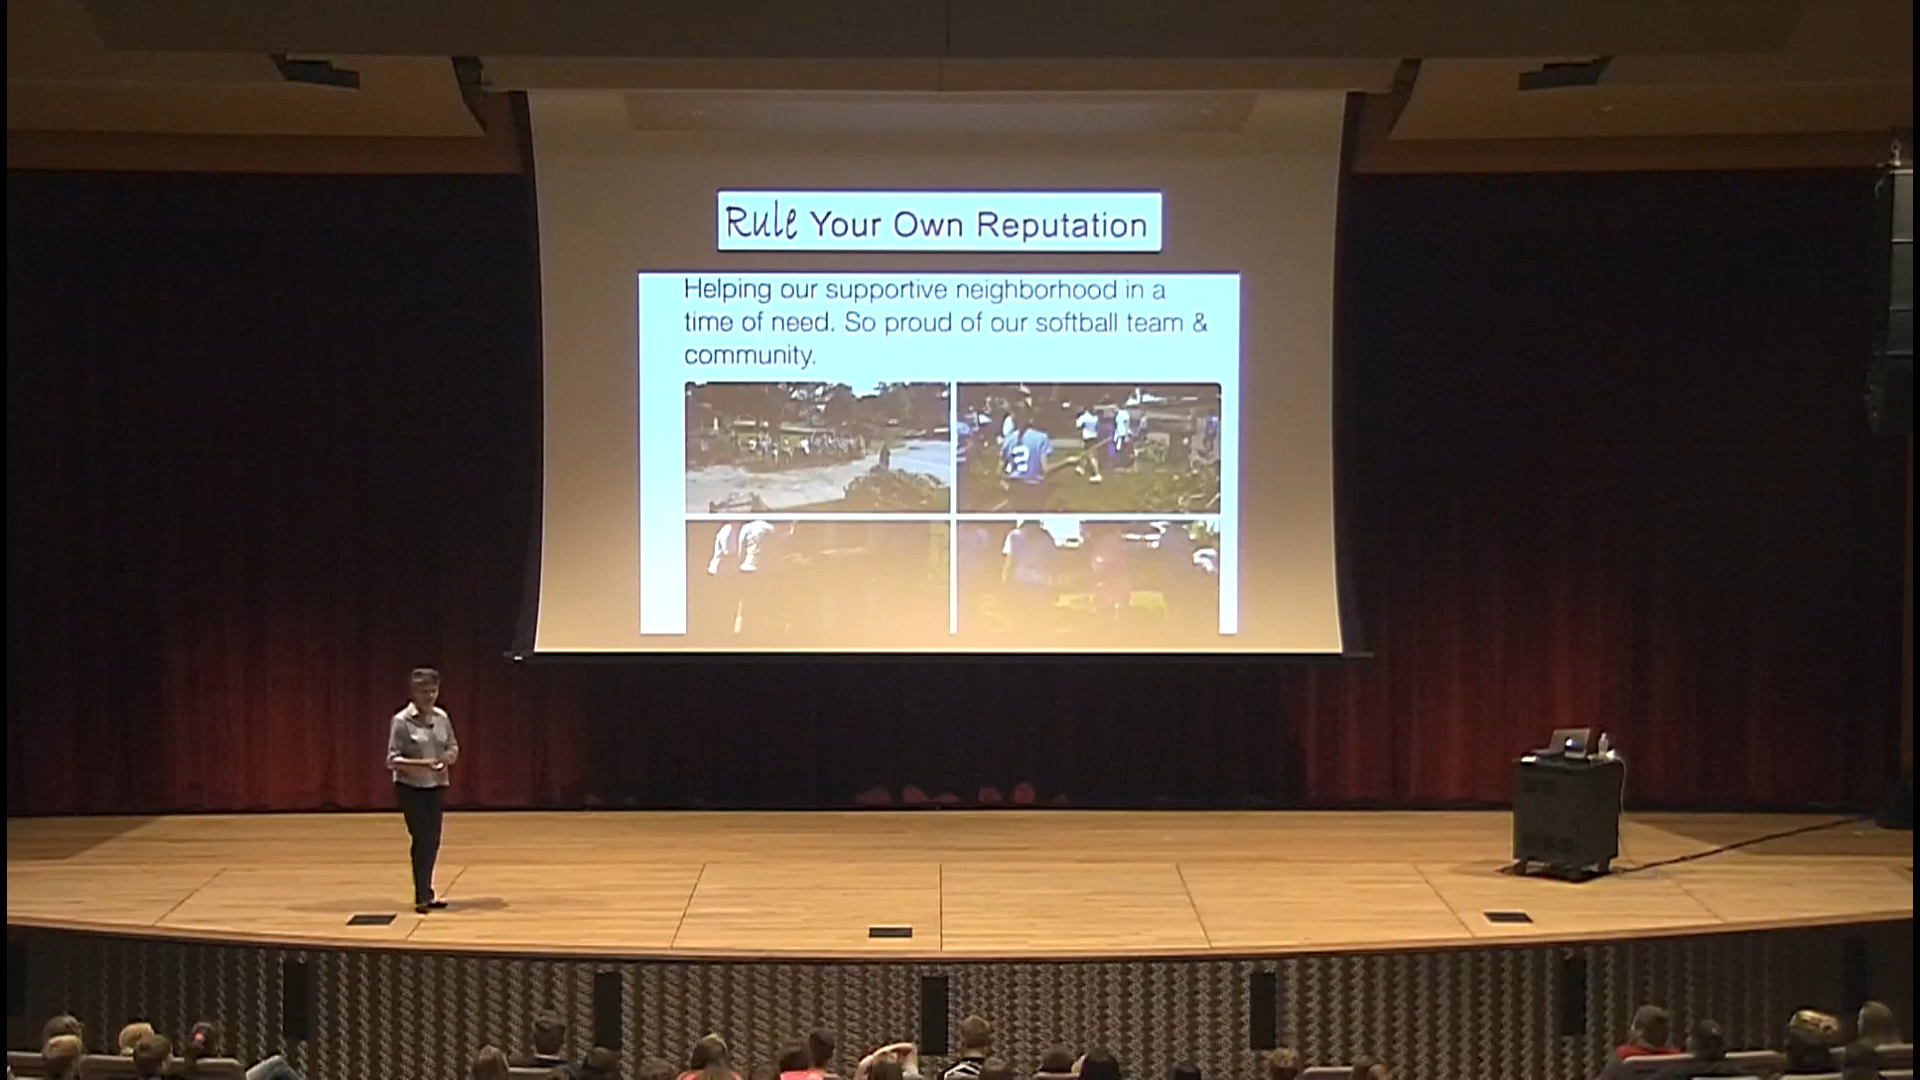 Rule Your Own Reputation
Helping our supportive neighborhood in a
time of need. So proud of our softball team &
community.
2